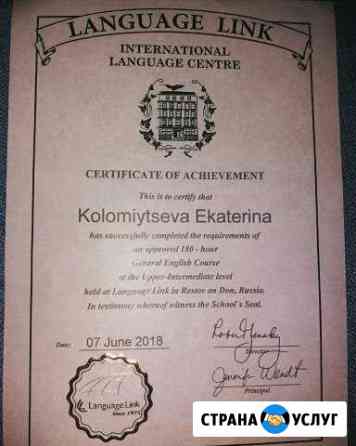 LANGUAGE LINK
INTERNATIONAL
LANGUAGE CENTRE
CERTIFICATE OF ACHIEVEMENT
This is to certify that
Kolomiytseva Ekaterina
has successfully completed the requirements of
an approved 180 - hour
General English Course
at the Upper-Intermediate level
held at Language Link in Rostov on Don, Russia.
In testimony whereof witness the School's Seal.
Date: 07 June 2018
Principal
Language Link
Since 1975
СТРАНА УСЛУГ